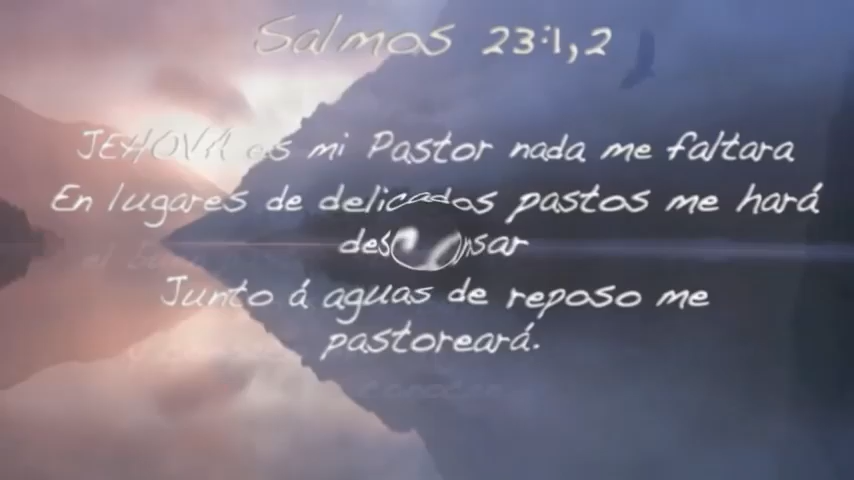 Salmos 23:1,2
JEHOVA es mi Pastor nada me faltara
En lugares de delicados pastos me hará
descansar
Junto á aguas de reposo me
pastoreará.